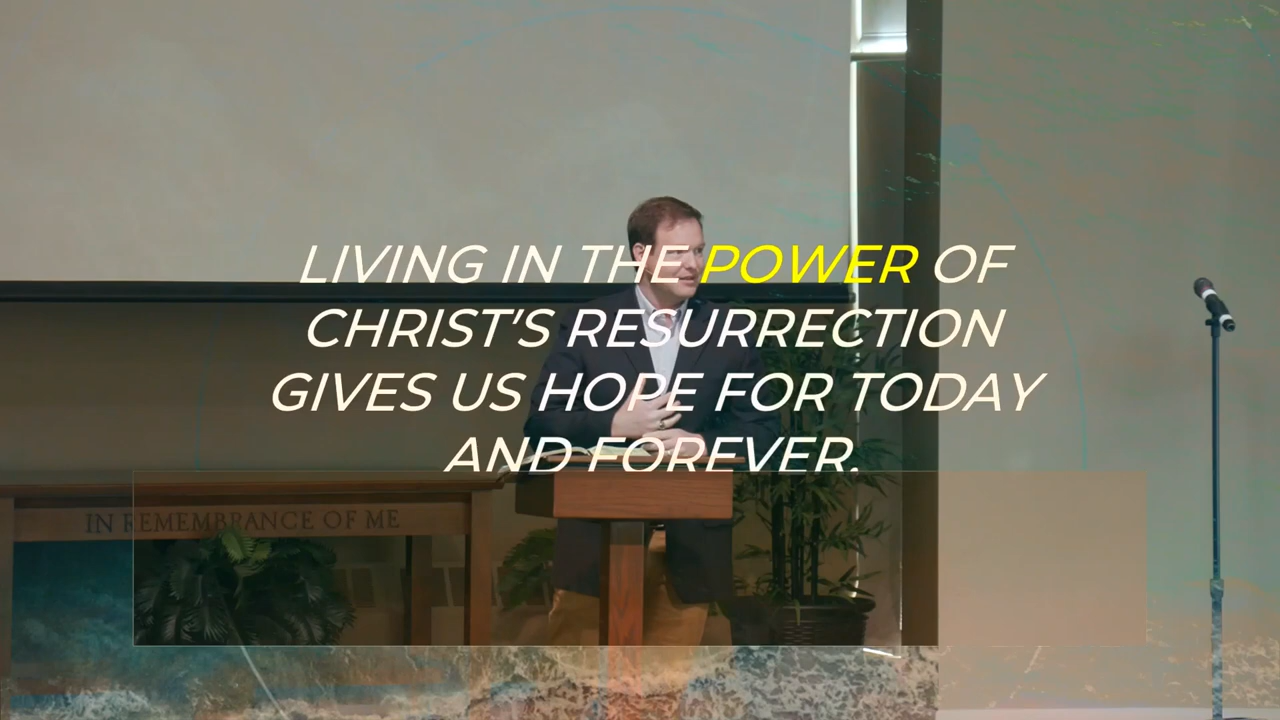 LIVING IN THE POWER OF
CHRIST'S RESURRECTION
GIVES US HOPE FOR TODAY
AND FOREVER.
IN REMEMBRANCE OF ME